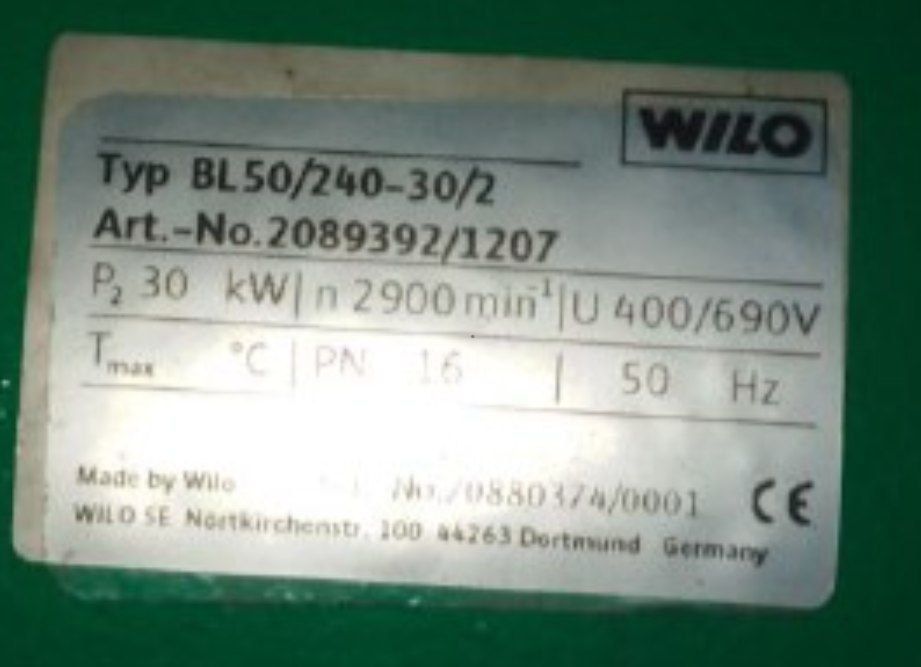 WILO
Typ BL50/240-30/2
Art.-No.2089392/1207
P₂ 30 kW | n 2900 min⁻¹ | U 400/690V
Tmax °C | PN 16 | 50 Hz
Made by Wilo No./0880374/0001 CE
WILO SE Nortkirchenstr. 100 44263 Dortmund Germany